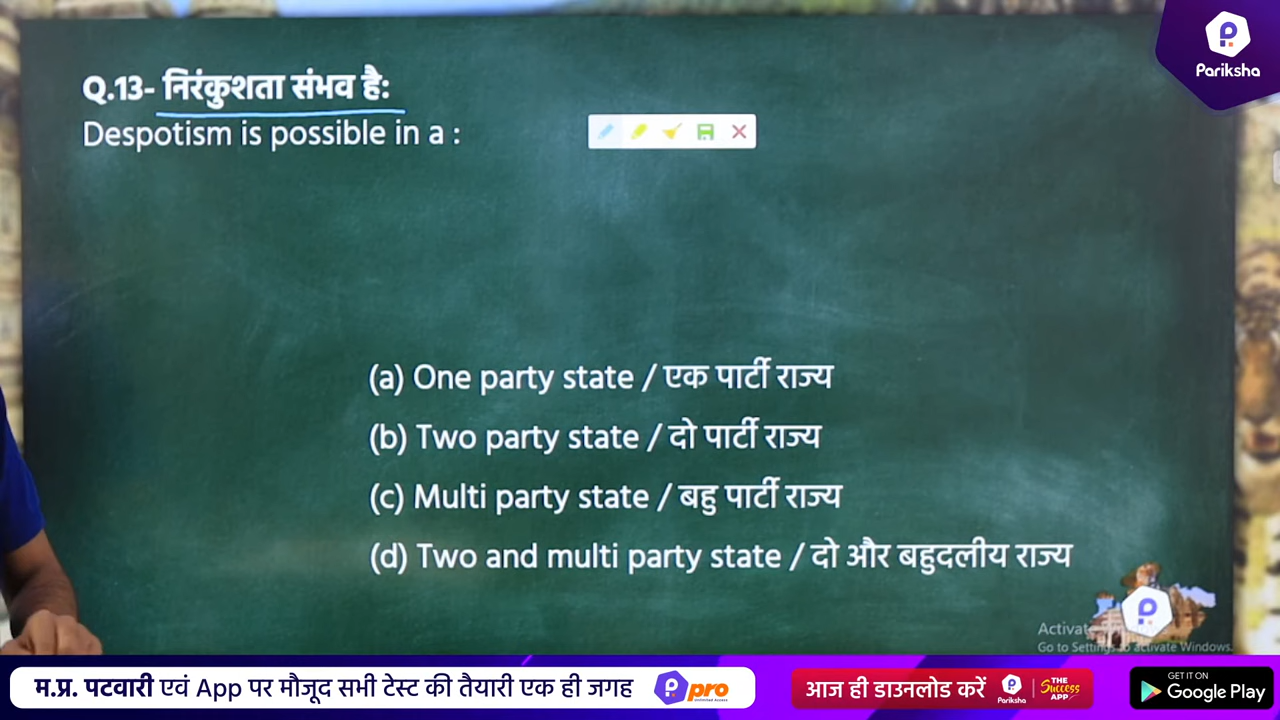 Pariksha
Q.13- निरंकुशता संभव है:
Despotism is possible in a :
(a) One party state / एक पार्टी राज्य
(b) Two party state / दो पार्टी राज्य
(c) Multi party state / बहु पार्टी राज्य
(d) Two and multi party state / दो और बहुदलीय राज्य
Activate
Go to Settings to activate Windows.
म.प्र. पटवारी एवं App पर मौजूद सभी टेस्ट की तैयारी एक ही जगह
pro
आज ही डाउनलोड करें
Pariksha
THE Success APP
GET IT ON
Google Play